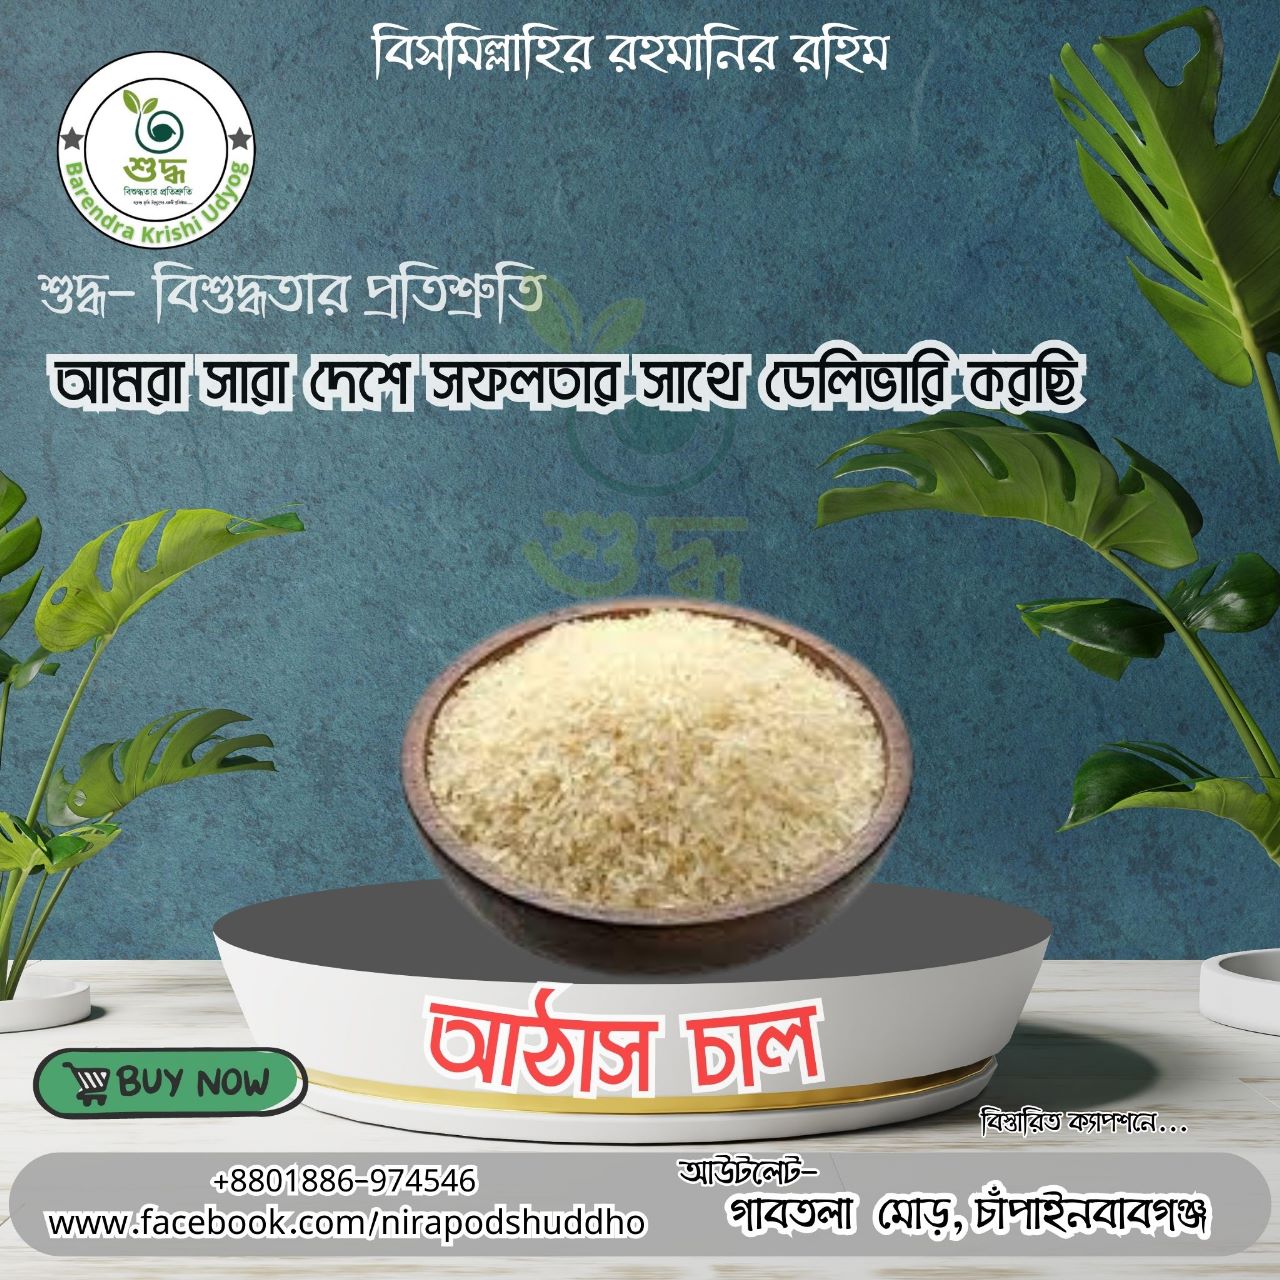 বিসমিল্লাহির রহমানির রহিম
শুদ্ধ
বিশুদ্ধতার প্রতিশ্রুতি
Barendra Krishi Udyog
শুদ্ধ- বিশুদ্ধতার প্রতিশ্রুতি
আমরা সারা দেশে সফলতার সাথে ডেলিভারি করছি
শুদ্ধ
আঠাস চাল
BUY NOW
বিস্তারিত ক্যাপশনে...
+8801886-974546
www.facebook.com/nirapodshuddho
আউটলেট-
গাবতলা মোড়, চাঁপাইনবাবগঞ্জ